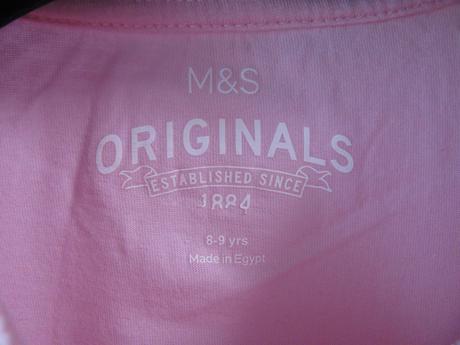 M&S
ORIGINALS
ESTABLISHED SINCE
1884
8-9 yrs
Made in Egypt